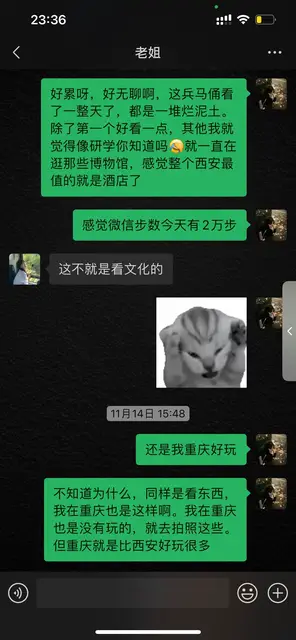 23:36
老姐
好累呀，好无聊啊，这兵马俑看
了一整天了，都是一堆烂泥土。
除了第一个好看一点，其他我就
觉得像研学你知道吗就一直在
逛那些博物馆，感觉整个西安最
值的就是酒店了
感觉微信步数今天有2万步
这不就是看文化的
11月14日 15:48
还是我重庆好玩
不知道为什么，同样是看东西，
我在重庆也是这样啊。我在重庆
也是没有玩的，就去拍照这些。
但重庆就是比西安好玩很多